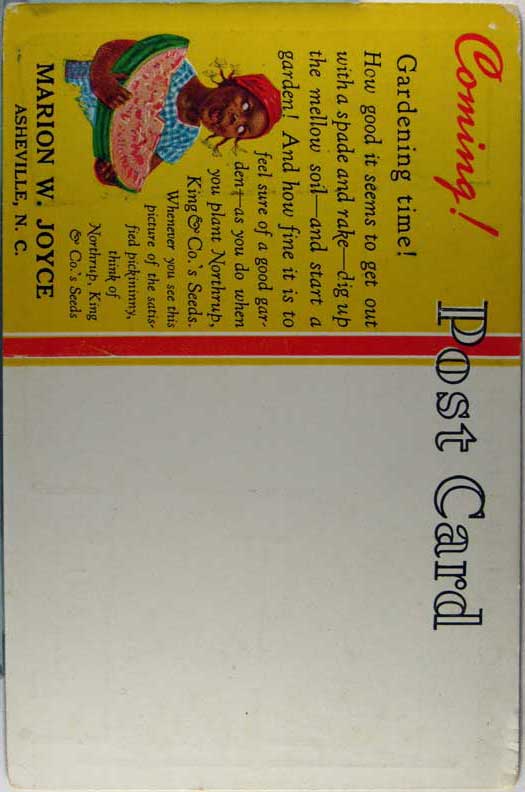 Coming!
Gardening time!
How good it seems to get out
with a spade and rake—dig up
the mellow soil—and start a
garden! And how fine it is to
feel sure of a good gar-
den—as you do when
you plant Northrup,
King & Co.'s Seeds.
Whenever you see this
picture of the satis-
fied pickininny,
think of
Northrup, King
& Co.'s Seeds
MARION W. JOYCE
ASHEVILLE, N. C.
Post Card